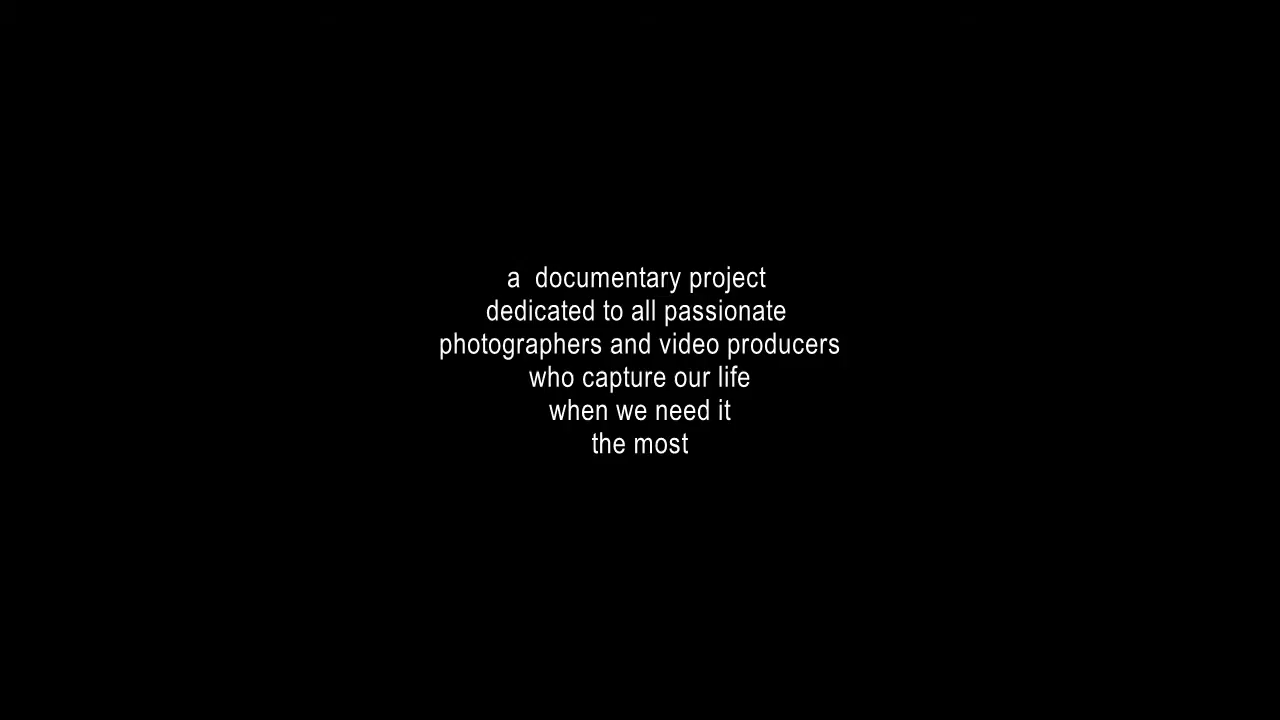 a  documentary project
dedicated to all passionate
photographers and video producers
who capture our life
when we need it
the most